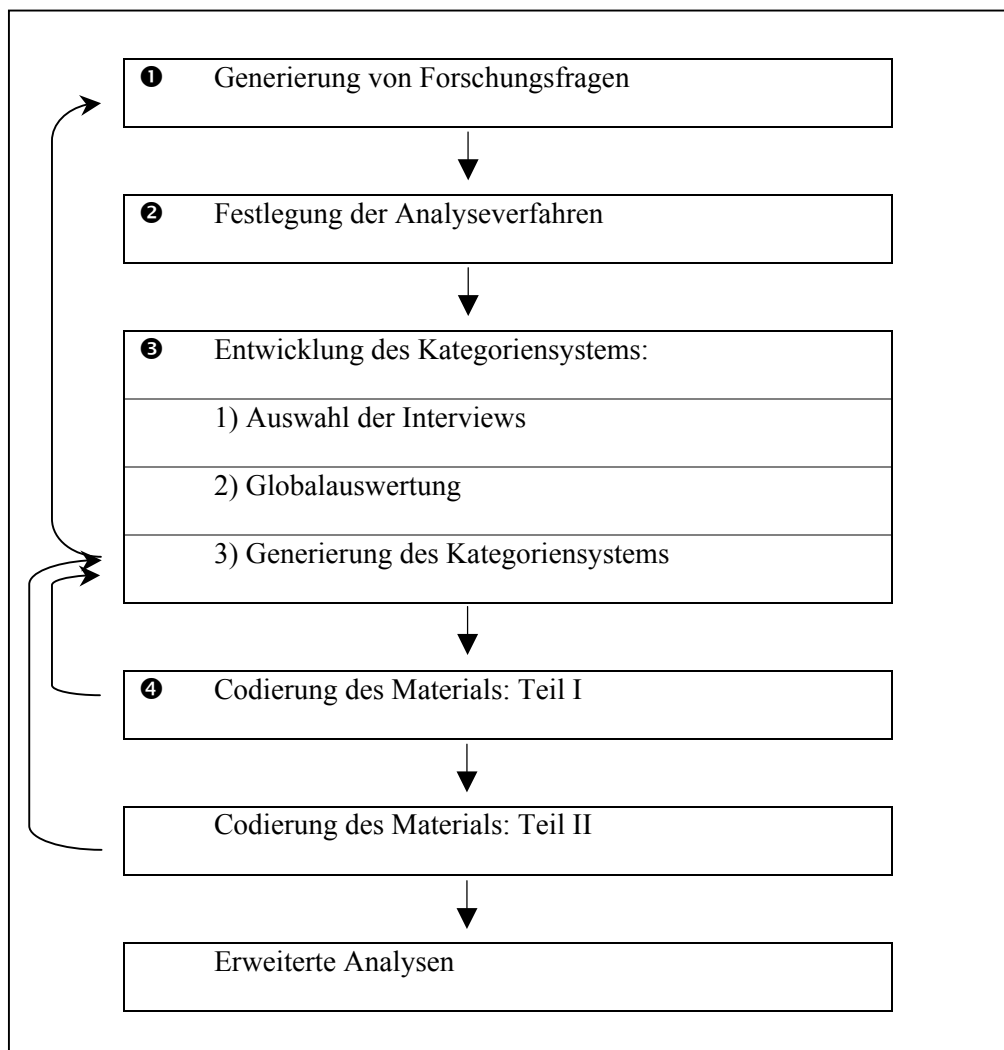 ❶ Generierung von Forschungsfragen
❷ Festlegung der Analyseverfahren
❸ Entwicklung des Kategoriensystems:
1) Auswahl der Interviews
2) Globalauswertung
3) Generierung des Kategoriensystems
❹ Codierung des Materials: Teil I
Codierung des Materials: Teil II
Erweiterte Analysen